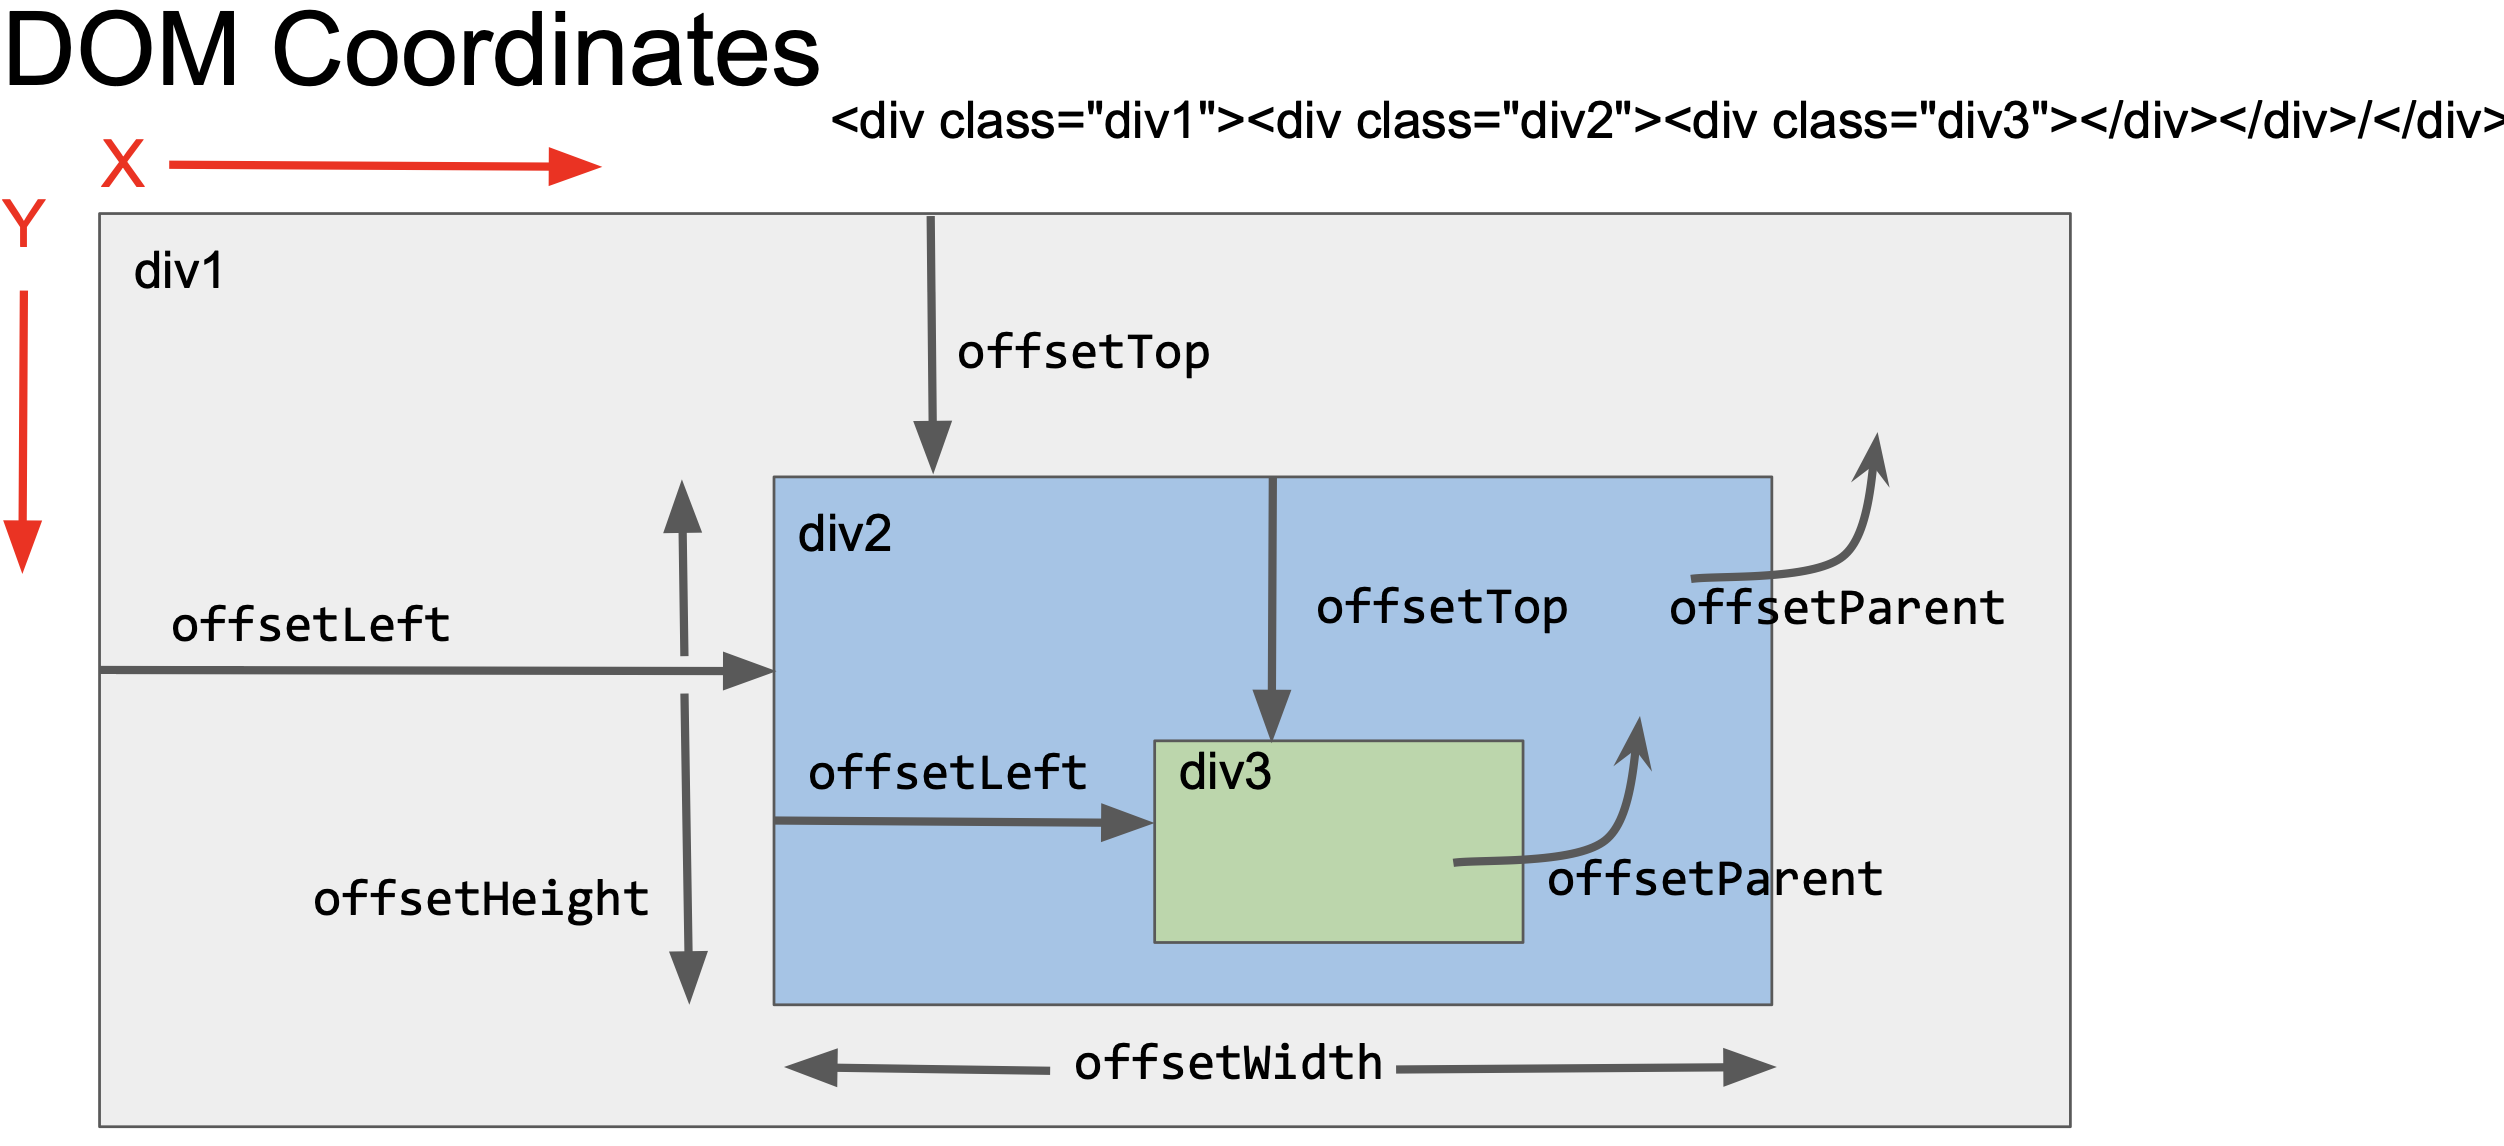 DOM Coordinates
<div class="div1"><div class="div2"><div class="div3"></div></div>/</div>
X
Y
div1
offsetTop
div2
offsetLeft
offsetTop
offsetParent
div3
offsetLeft
offsetParent
offsetHeight
offsetWidth